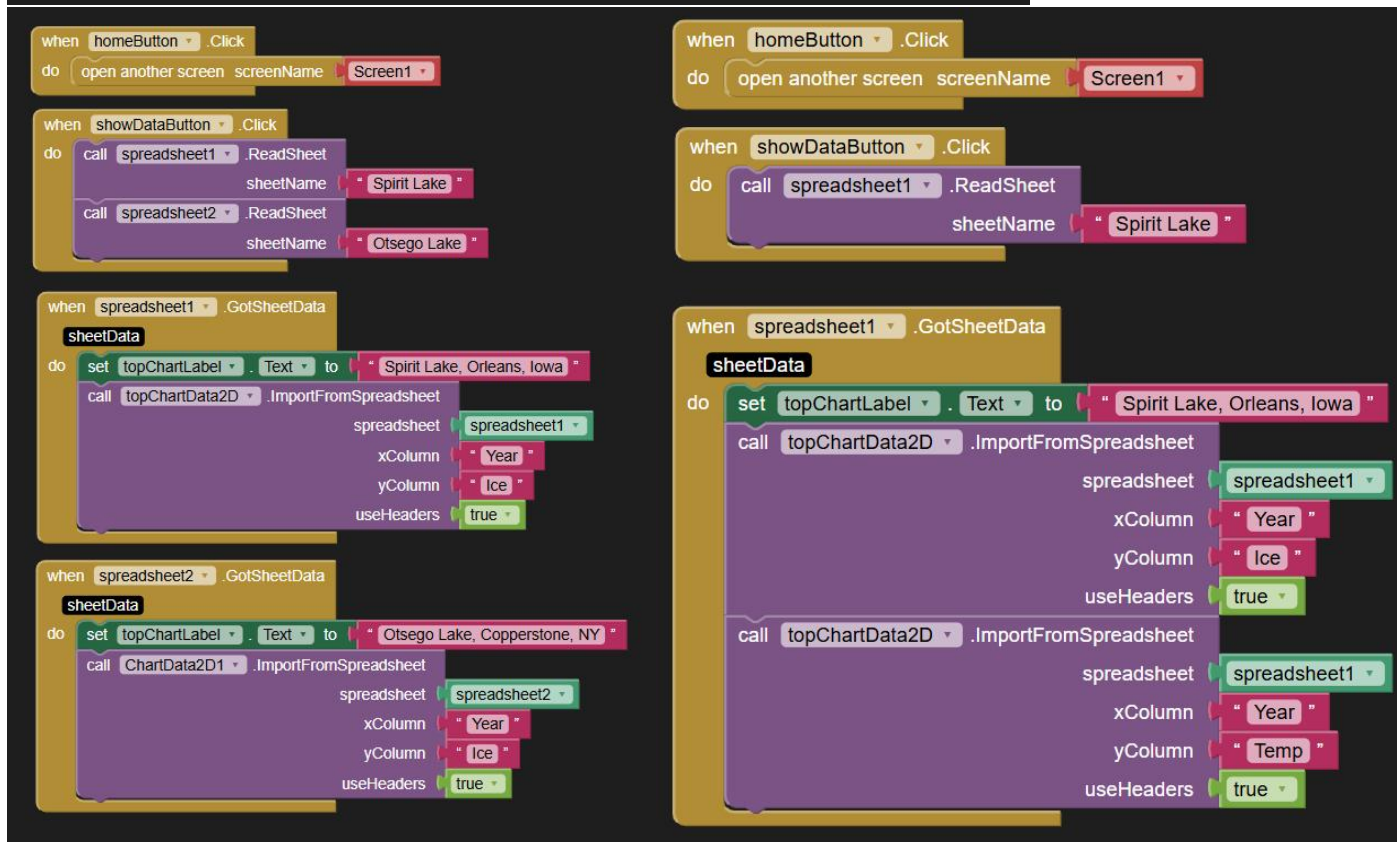 when homeButton .Click
do open another screen screenName Screen1
when showDataButton .Click
do call spreadsheet1 .ReadSheet
sheetName " Spirit Lake "
call spreadsheet2 .ReadSheet
sheetName " Otsego Lake "
when spreadsheet1 .GotSheetData
sheetData
do set topChartLabel . Text to " Spirit Lake, Orleans, Iowa "
call topChartData2D .ImportFromSpreadsheet
spreadsheet spreadsheet1
xColumn " Year "
yColumn " Ice "
useHeaders true
when spreadsheet2 .GotSheetData
sheetData
do set topChartLabel . Text to " Otsego Lake, Copperstone, NY "
call ChartData2D1 .ImportFromSpreadsheet
spreadsheet spreadsheet2
xColumn " Year "
yColumn " Ice "
useHeaders true
when homeButton .Click
do open another screen screenName Screen1
when showDataButton .Click
do call spreadsheet1 .ReadSheet
sheetName " Spirit Lake "
when spreadsheet1 .GotSheetData
sheetData
do set topChartLabel . Text to " Spirit Lake, Orleans, Iowa "
call topChartData2D .ImportFromSpreadsheet
spreadsheet spreadsheet1
xColumn " Year "
yColumn " Ice "
useHeaders true
call topChartData2D .ImportFromSpreadsheet
spreadsheet spreadsheet1
xColumn " Year "
yColumn " Temp "
useHeaders true